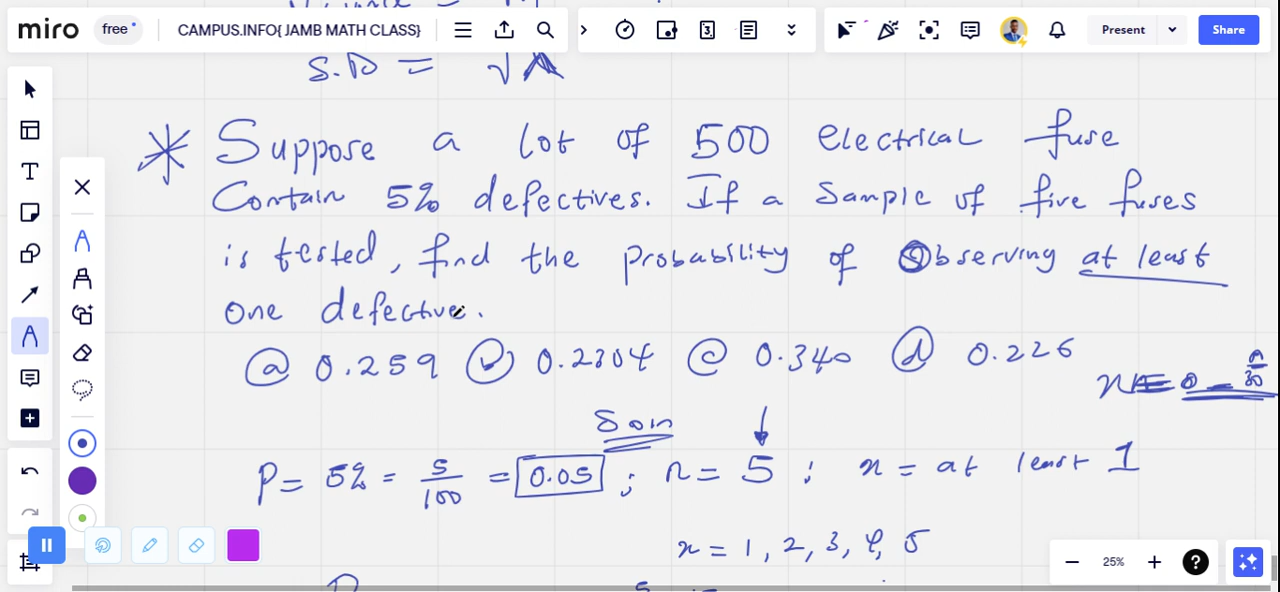 miro free CAMPUS.INFO{ JAMB MATH CLASS} Present Share
S.D = √
* Suppose a lot of 500 electrical fuse
Contain 5% defectives. If a Sample of five fuses
is tested, find the probability of Observing at least
one defective.
ⓐ 0.259 ⓑ 0.2304 ⓒ 0.340 ⓓ 0.226
Soln
P = 5% = 5/100 = 0.05 ; n = 5 ; x = at least 1
x = 1, 2, 3, 4, 5
25%